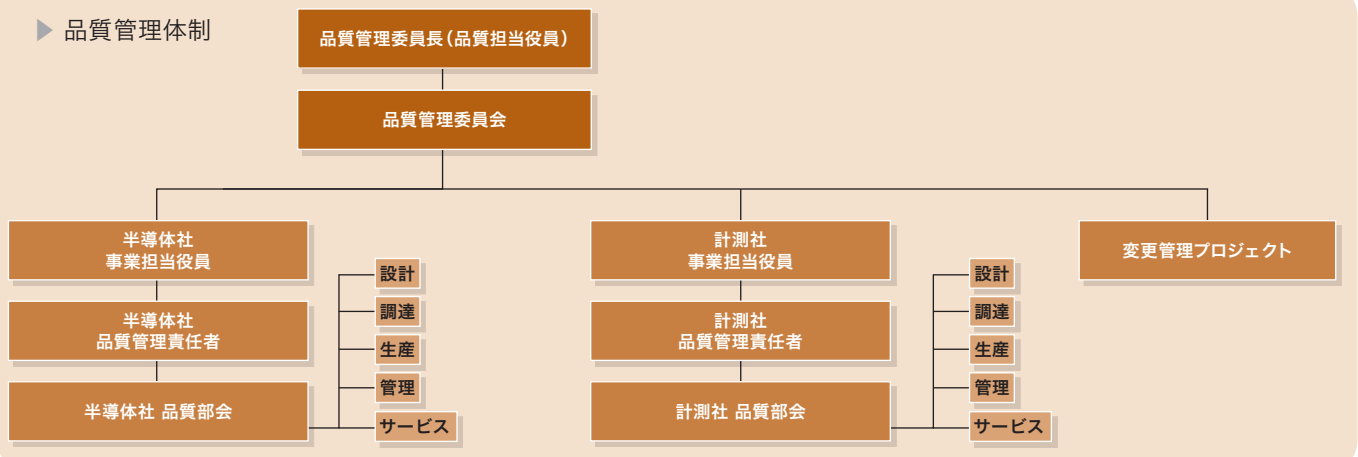 品質管理体制
品質管理委員長（品質担当役員）
品質管理委員会
半導体社
事業担当役員
半導体社
品質管理責任者
半導体社 品質部会
設計
調達
生産
管理
サービス
計測社
事業担当役員
計測社
品質管理責任者
計測社 品質部会
設計
調達
生産
管理
サービス
変更管理プロジェクト